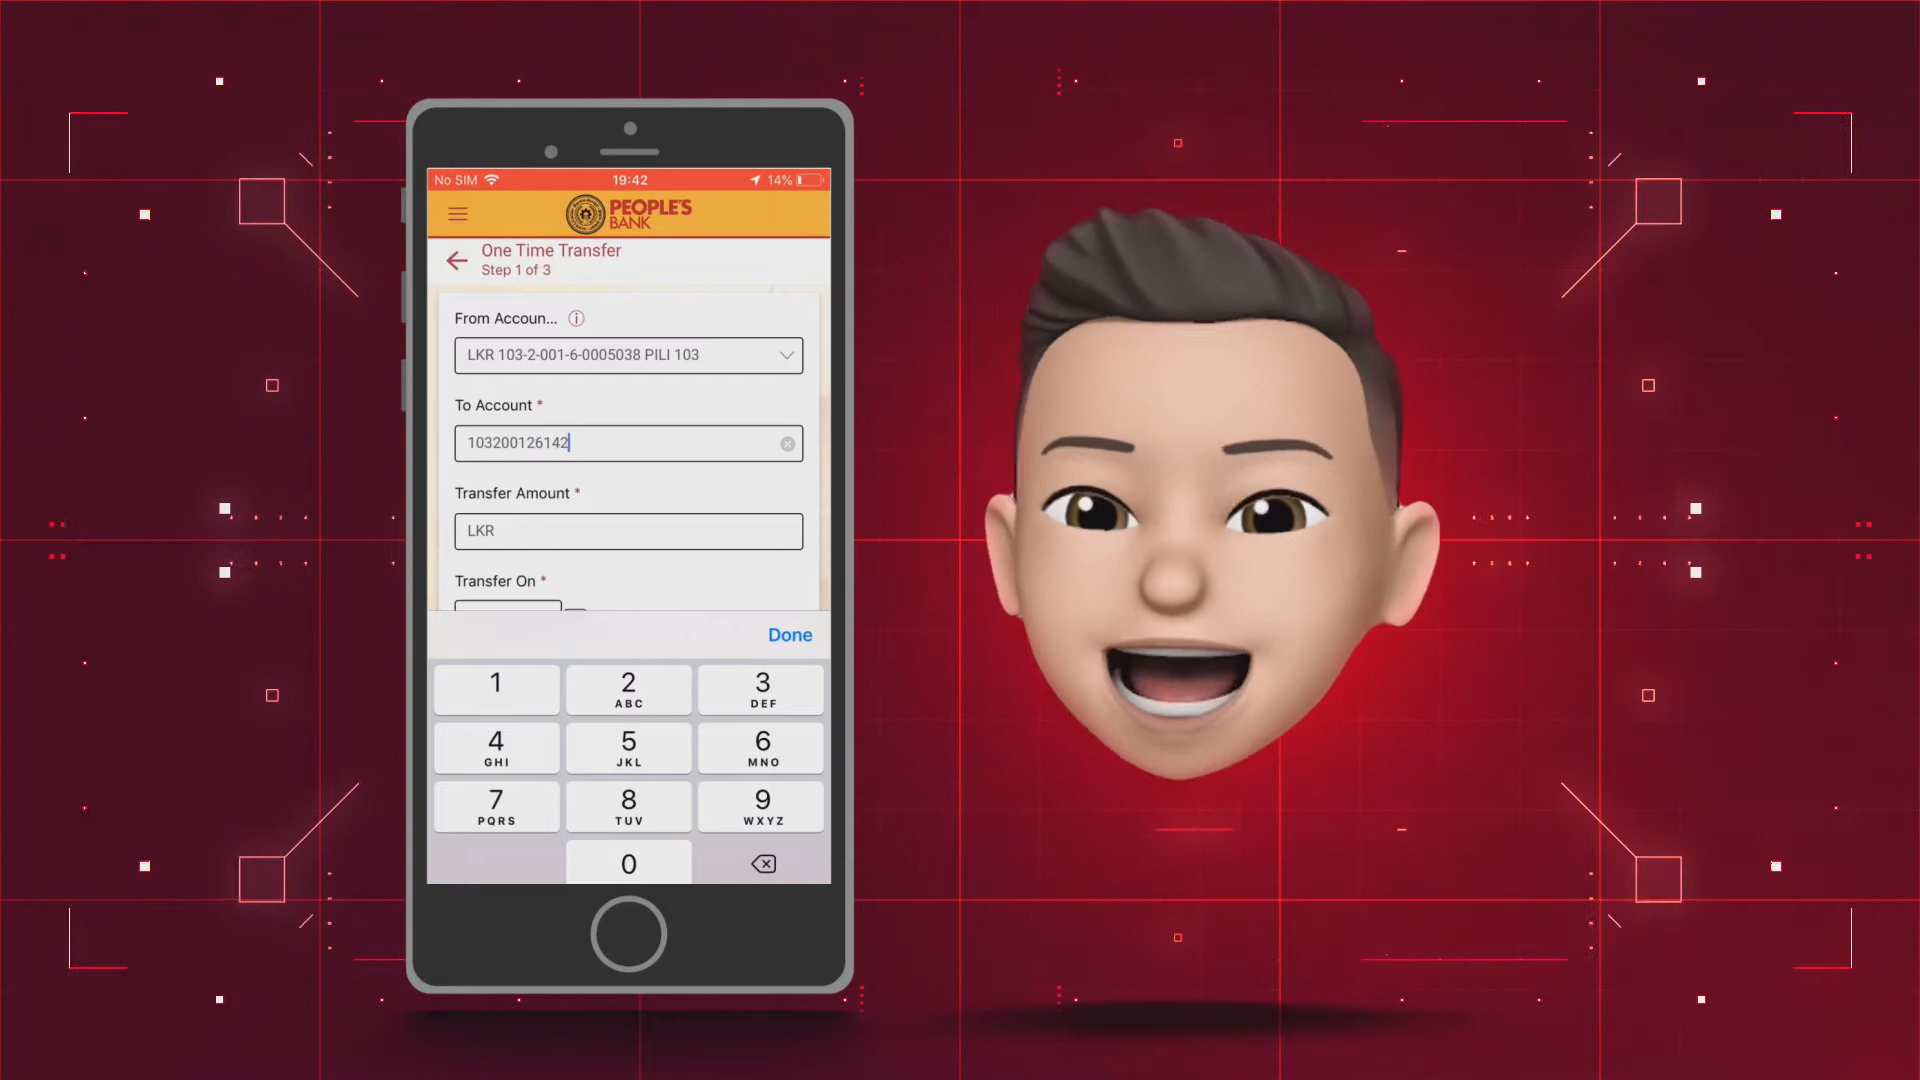 No SIM 19:42 14%
PEOPLE'S
BANK
One Time Transfer
Step 1 of 3
From Accoun...
LKR 103-2-001-6-0005038 PILI 103
To Account *
103200126142
Transfer Amount *
LKR
Transfer On *
Done
1 2 3
ABC DEF
4 5 6
GHI JKL MNO
7 8 9
PQRS TUV WXYZ
0